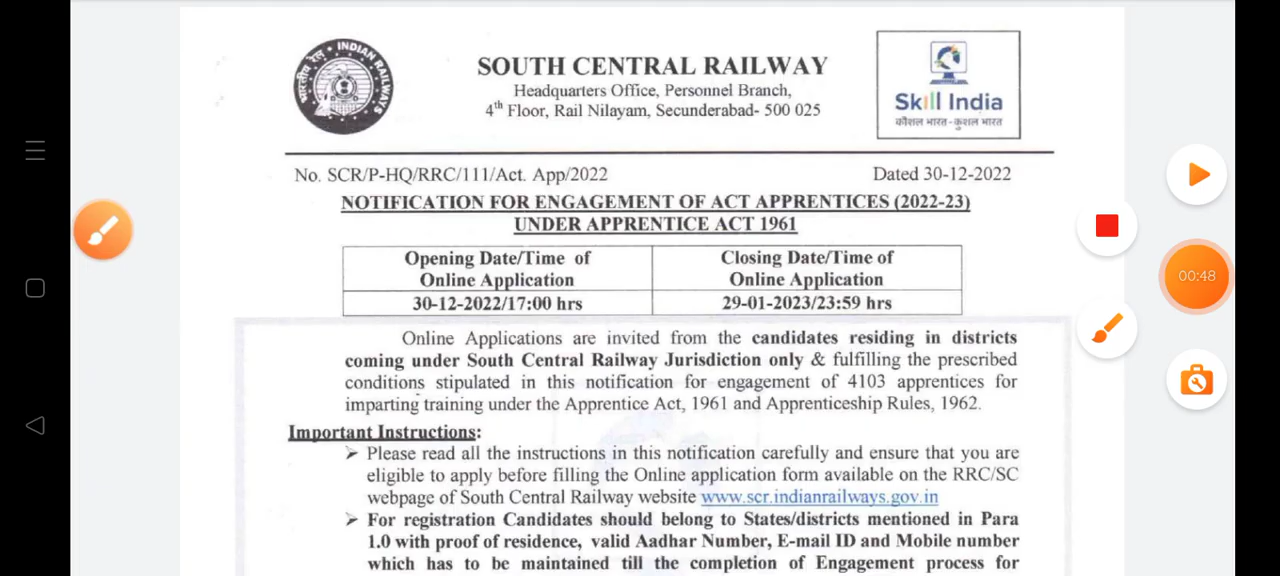 भारतीय रेल • INDIAN RAILWAYS
SOUTH CENTRAL RAILWAY
Headquarters Office, Personnel Branch,
4th Floor, Rail Nilayam, Secunderabad- 500 025
Skill India
कौशल भारत - कुशल भारत
No. SCR/P-HQ/RRC/111/Act. App/2022
Dated 30-12-2022
NOTIFICATION FOR ENGAGEMENT OF ACT APPRENTICES (2022-23)
UNDER APPRENTICE ACT 1961
Opening Date/Time of
Online Application
Closing Date/Time of
Online Application
30-12-2022/17:00 hrs
29-01-2023/23:59 hrs
Online Applications are invited from the candidates residing in districts
coming under South Central Railway Jurisdiction only & fulfilling the prescribed
conditions stipulated in this notification for engagement of 4103 apprentices for
imparting training under the Apprentice Act, 1961 and Apprenticeship Rules, 1962.
Important Instructions:
➢ Please read all the instructions in this notification carefully and ensure that you are
eligible to apply before filling the Online application form available on the RRC/SC
webpage of South Central Railway website www.scr.indianrailways.gov.in
➢ For registration Candidates should belong to States/districts mentioned in Para
1.0 with proof of residence, valid Aadhar Number, E-mail ID and Mobile number
which has to be maintained till the completion of Engagement process for
00:48